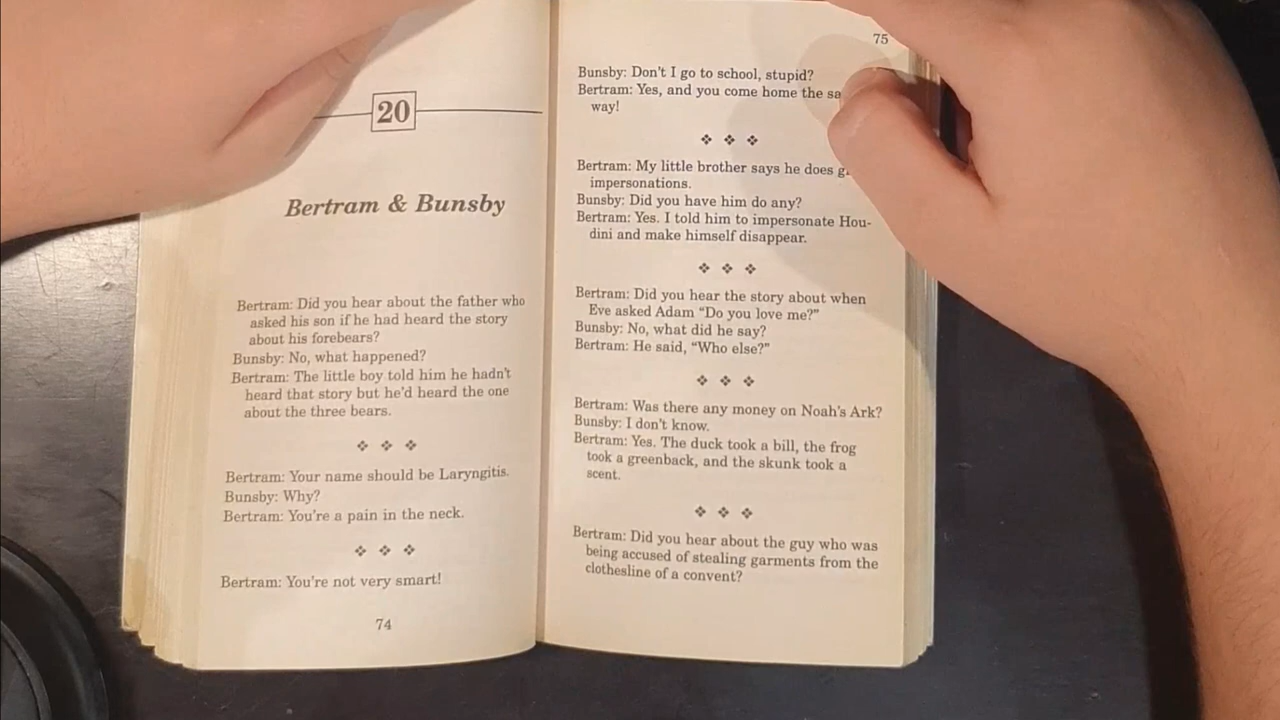 20
Bertram & Bunsby
Bertram: Did you hear about the father who
asked his son if he had heard the story
about his forebears?
Bunsby: No, what happened?
Bertram: The little boy told him he hadn't
heard that story but he'd heard the one
about the three bears.
Bertram: Your name should be Laryngitis.
Bunsby: Why?
Bertram: You're a pain in the neck.
Bertram: You're not very smart!
74
75
Bunsby: Don't I go to school, stupid?
Bertram: Yes, and you come home the
way!
Bertram: My little brother says he does
impersonations.
Bunsby: Did you have him do any?
Bertram: Yes. I told him to impersonate Hou-
dini and make himself disappear.
Bertram: Did you hear the story about when
Eve asked Adam “Do you love me?”
Bunsby: No, what did he say?
Bertram: He said, “Who else?”
Bertram: Was there any money on Noah's Ark?
Bunsby: I don't know.
Bertram: Yes. The duck took a bill, the frog
took a greenback, and the skunk took a
scent.
Bertram: Did you hear about the guy who was
being accused of stealing garments from the
clothesline of a convent?